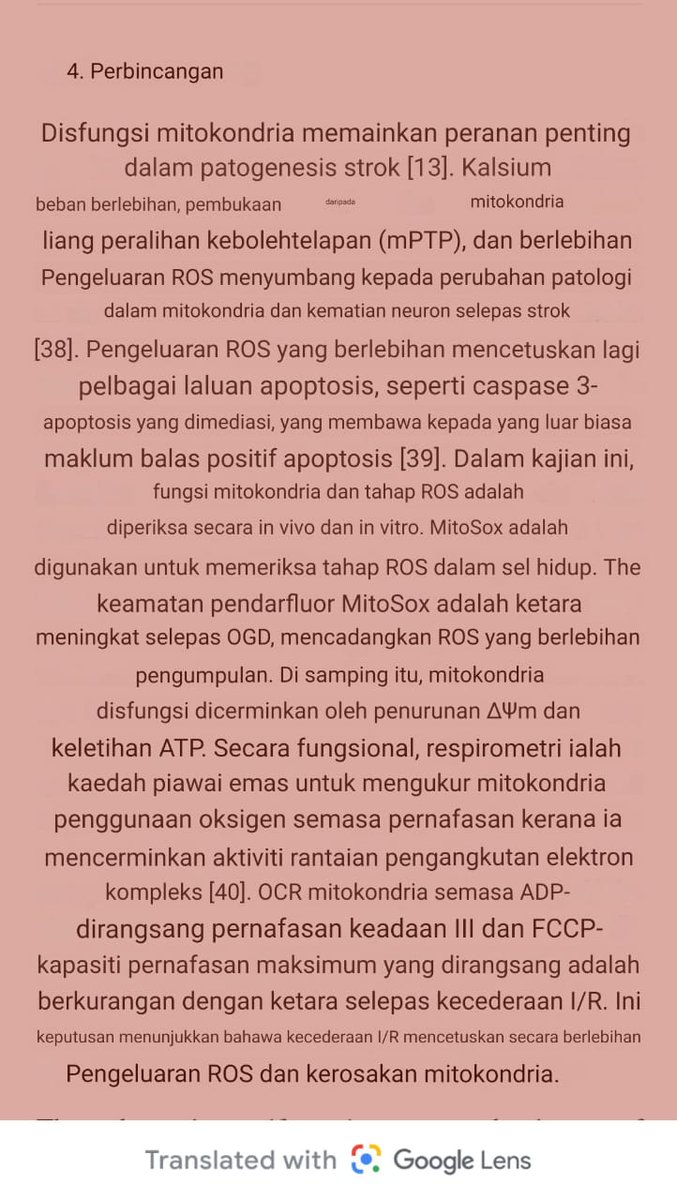 4. Perbincangan
Disfungsi mitokondria memainkan peranan penting
dalam patogenesis strok [13]. Kalsium
beban berlebihan, pembukaan daripada mitokondria
liang peralihan kebolehtelapan (mPTP), dan berlebihan
Pengeluaran ROS menyumbang kepada perubahan patologi
dalam mitokondria dan kematian neuron selepas strok
[38]. Pengeluaran ROS yang berlebihan mencetuskan lagi
pelbagai laluan apoptosis, seperti caspase 3-
apoptosis yang dimediasi, yang membawa kepada yang luar biasa
maklum balas positif apoptosis [39]. Dalam kajian ini,
fungsi mitokondria dan tahap ROS adalah
diperiksa secara in vivo dan in vitro. MitoSox adalah
digunakan untuk memeriksa tahap ROS dalam sel hidup. The
keamatan pendarfluor MitoSox adalah ketara
meningkat selepas OGD, mencadangkan ROS yang berlebihan
pengumpulan. Di samping itu, mitokondria
disfungsi dicerminkan oleh penurunan ΔΨm dan
keletihan ATP. Secara fungsional, respirometri ialah
kaedah piawai emas untuk mengukur mitokondria
penggunaan oksigen semasa pernafasan kerana ia
mencerminkan aktiviti rantaian pengangkutan elektron
kompleks [40]. OCR mitokondria semasa ADP-
dirangsang pernafasan keadaan III dan FCCP-
kapasiti pernafasan maksimum yang dirangsang adalah
berkurangan dengan ketara selepas kecederaan I/R. Ini
keputusan menunjukkan bahawa kecederaan I/R mencetuskan secara berlebihan
Pengeluaran ROS dan kerosakan mitokondria.
Translated with Google Lens